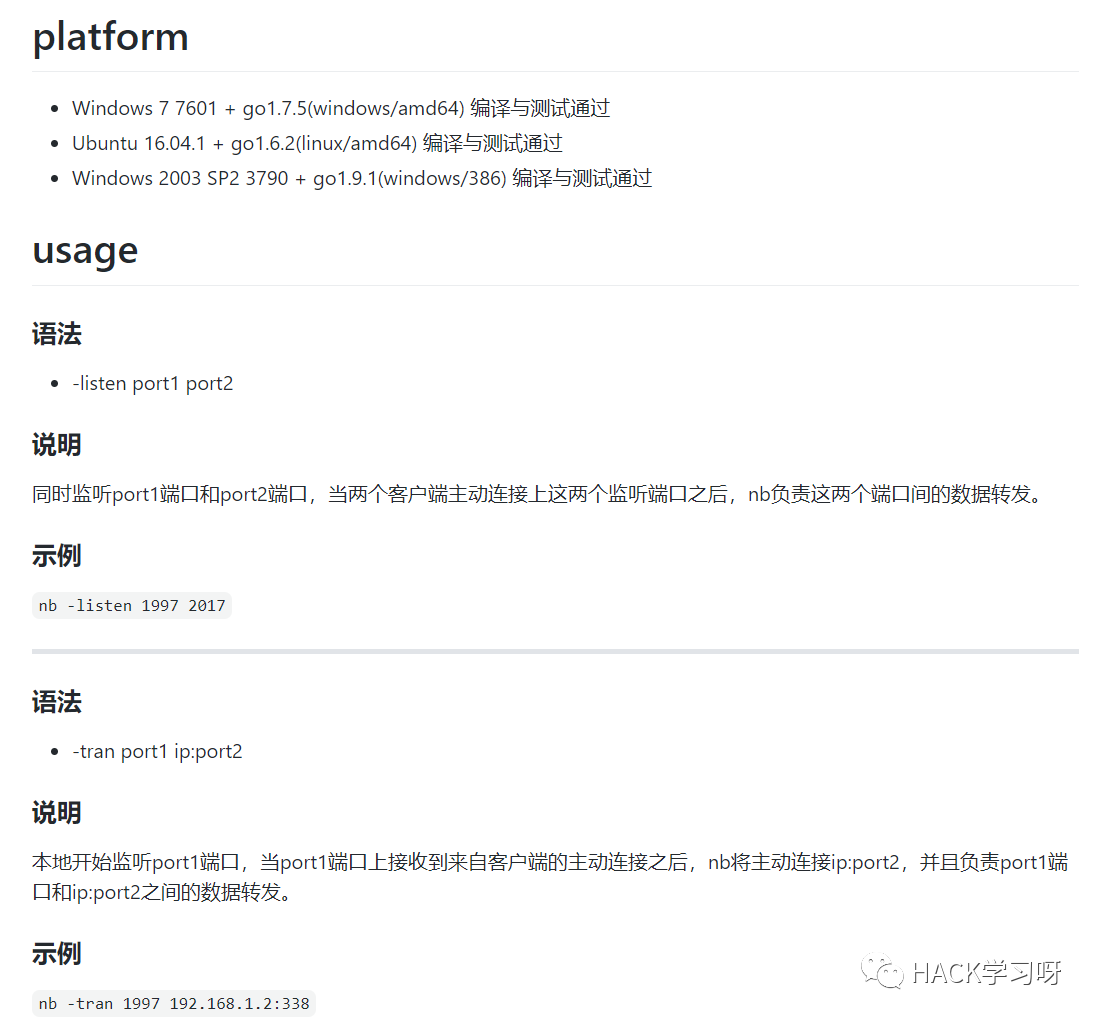 platform
Windows 7 7601 + go1.7.5(windows/amd64) 编译与测试通过
Ubuntu 16.04.1 + go1.6.2(linux/amd64) 编译与测试通过
Windows 2003 SP2 3790 + go1.9.1(windows/386) 编译与测试通过
usage
语法
-listen port1 port2
说明
同时监听port1端口和port2端口，当两个客户端主动连接上这两个监听端口之后，nb负责这两个端口间的数据转发。
示例
nb -listen 1997 2017
语法
-tran port1 ip:port2
说明
本地开始监听port1端口，当port1端口上接收到来自客户端的主动连接之后，nb将主动连接ip:port2，并且负责port1端
口和ip:port2之间的数据转发。
示例
HACK学习呀
nb -tran 1997 192.168.1.2:338